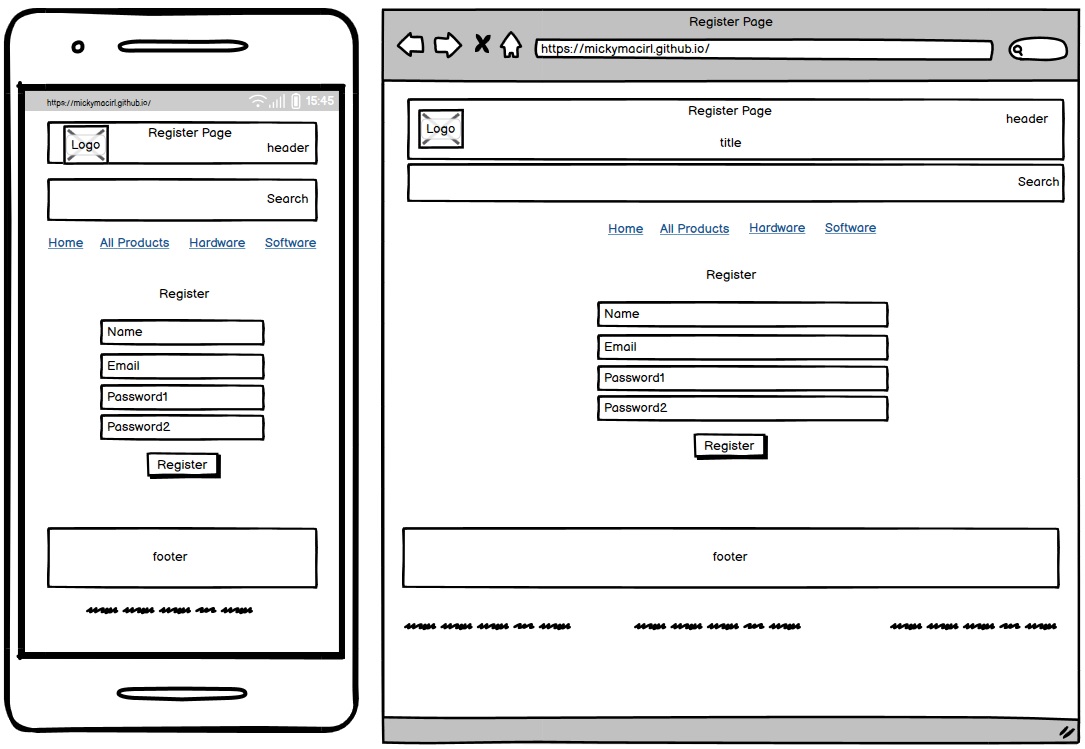 https://mickymacirl.github.io/
15:45
Logo
Register Page
header
Search
Home All Products Hardware Software
Register
Name
Email
Password1
Password2
Register
footer
Register Page
https://mickymacirl.github.io/
Logo
Register Page
header
title
Search
Home All Products Hardware Software
Register
Name
Email
Password1
Password2
Register
footer